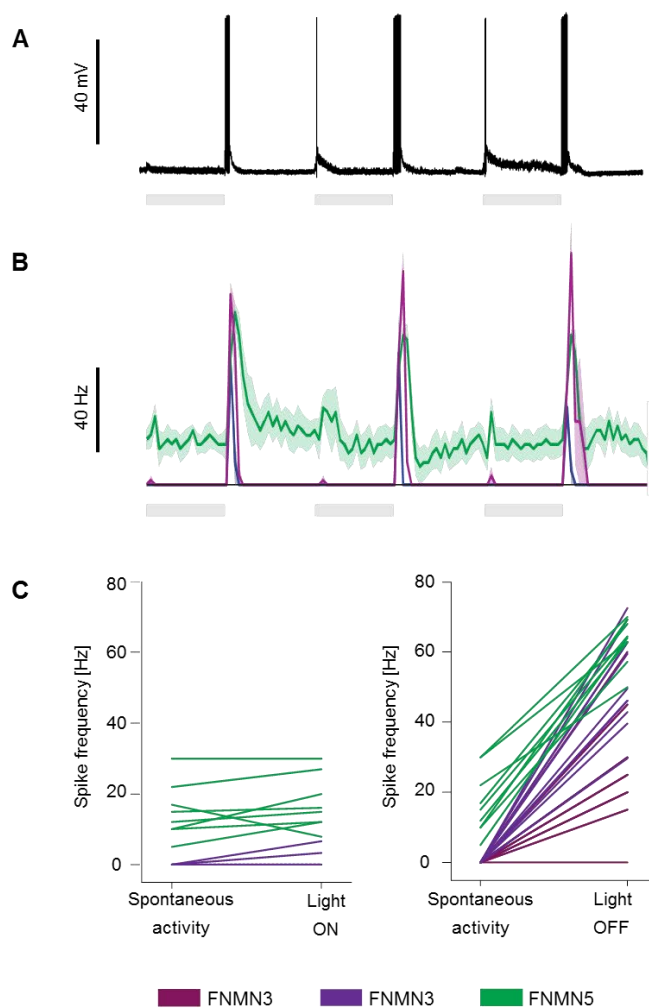 A
40 mV
B
40 Hz
C
80
60
40
20
0
Spike frequency [Hz]
Spontaneous
activity
Light
ON
80
60
40
20
0
Spike frequency [Hz]
Spontaneous
activity
Light
OFF
FNMN3
FNMN3
FNMN5